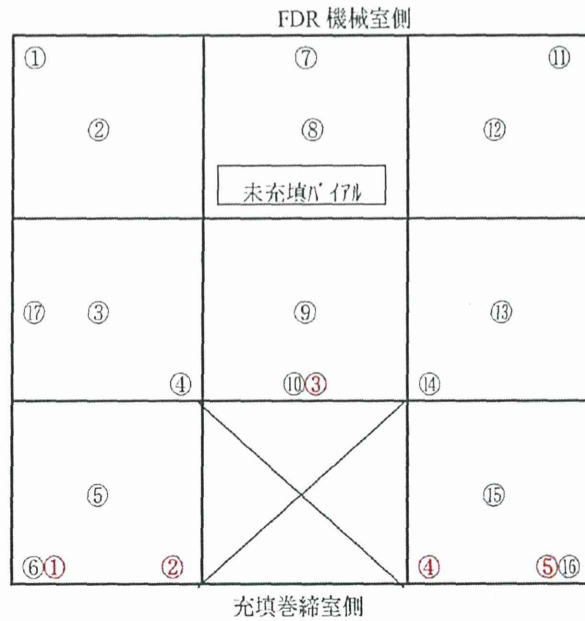 FDR 機械室側
① ⑦ ⑪
② ⑧ ⑫
未充填バイアル
⑰ ③ ⑨ ⑬
④ ⑩③ ⑭
⑤ ⑮
⑥① ② ④ ⑤⑯
充填巻締室側